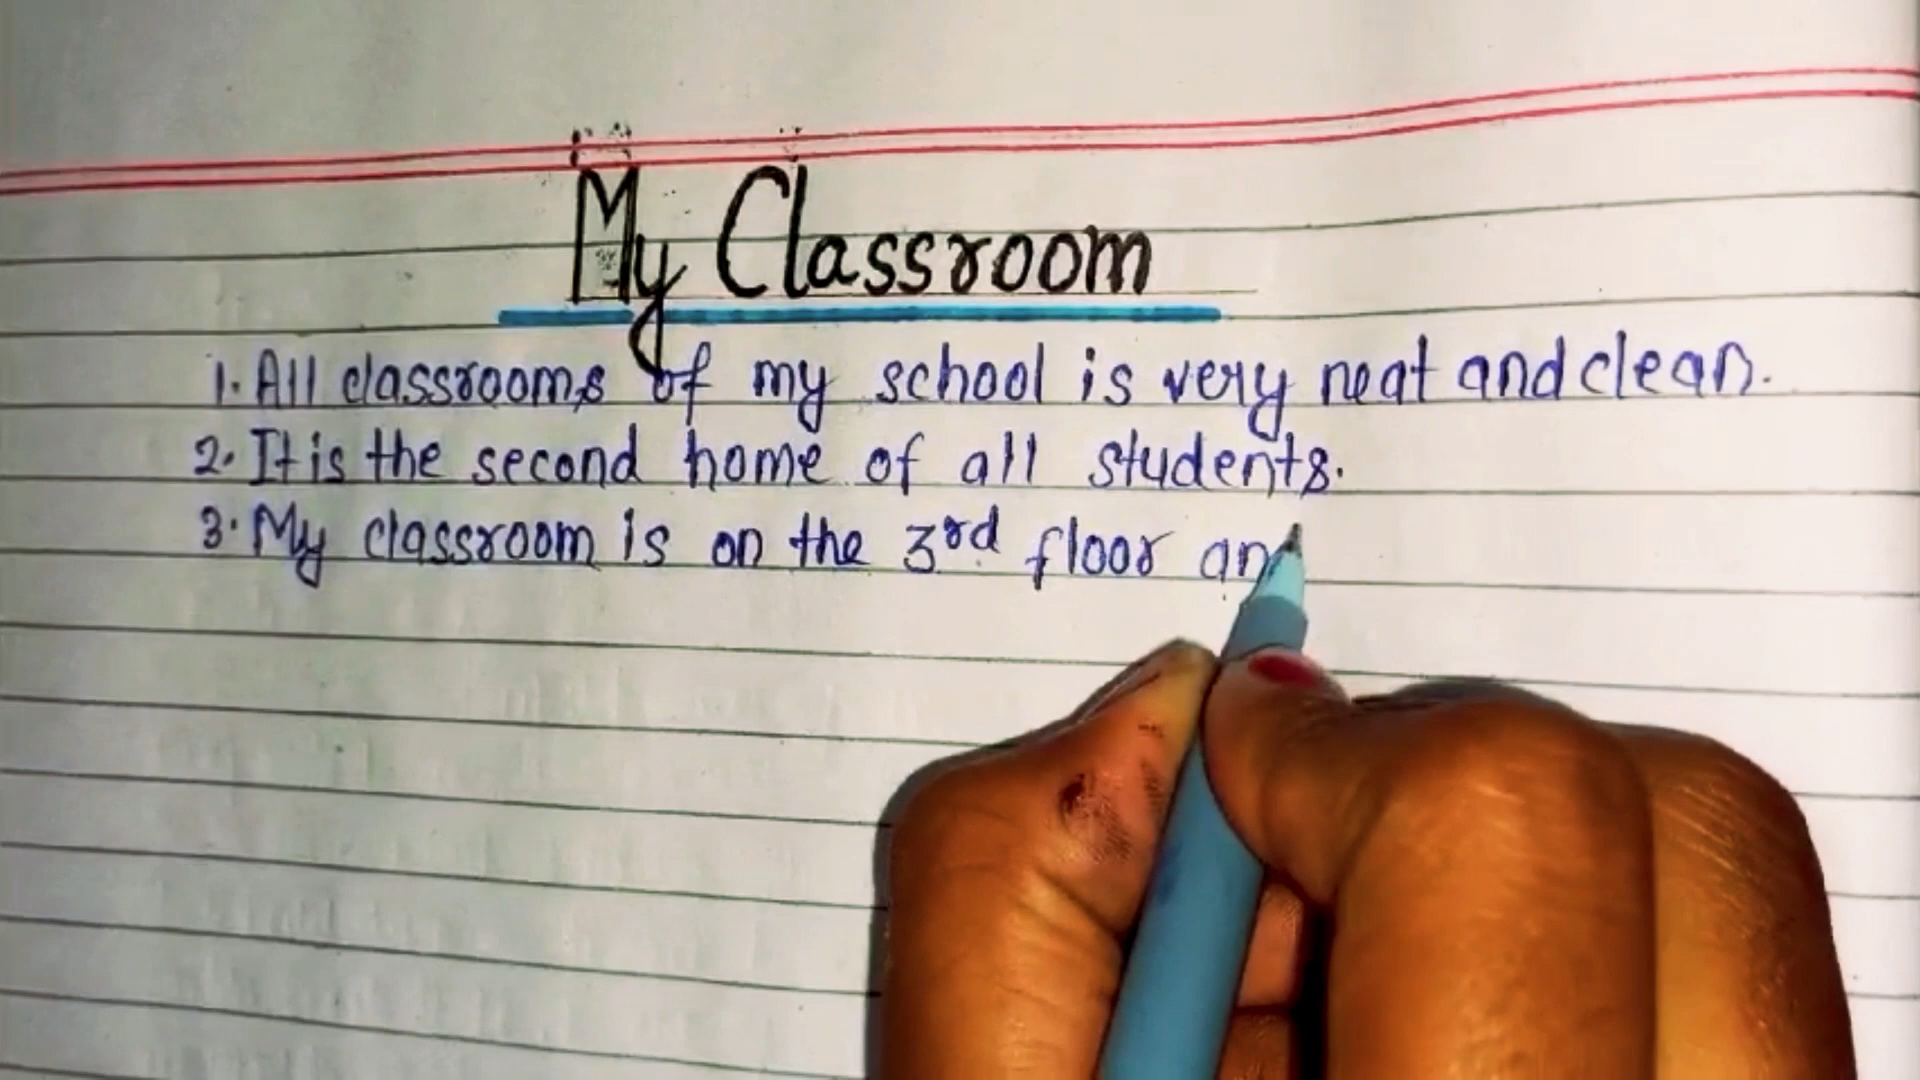 My Classroom
1. All classrooms of my school is very neat and clean.
2. It is the second home of all students.
3. My classroom is on the 3rd floor an